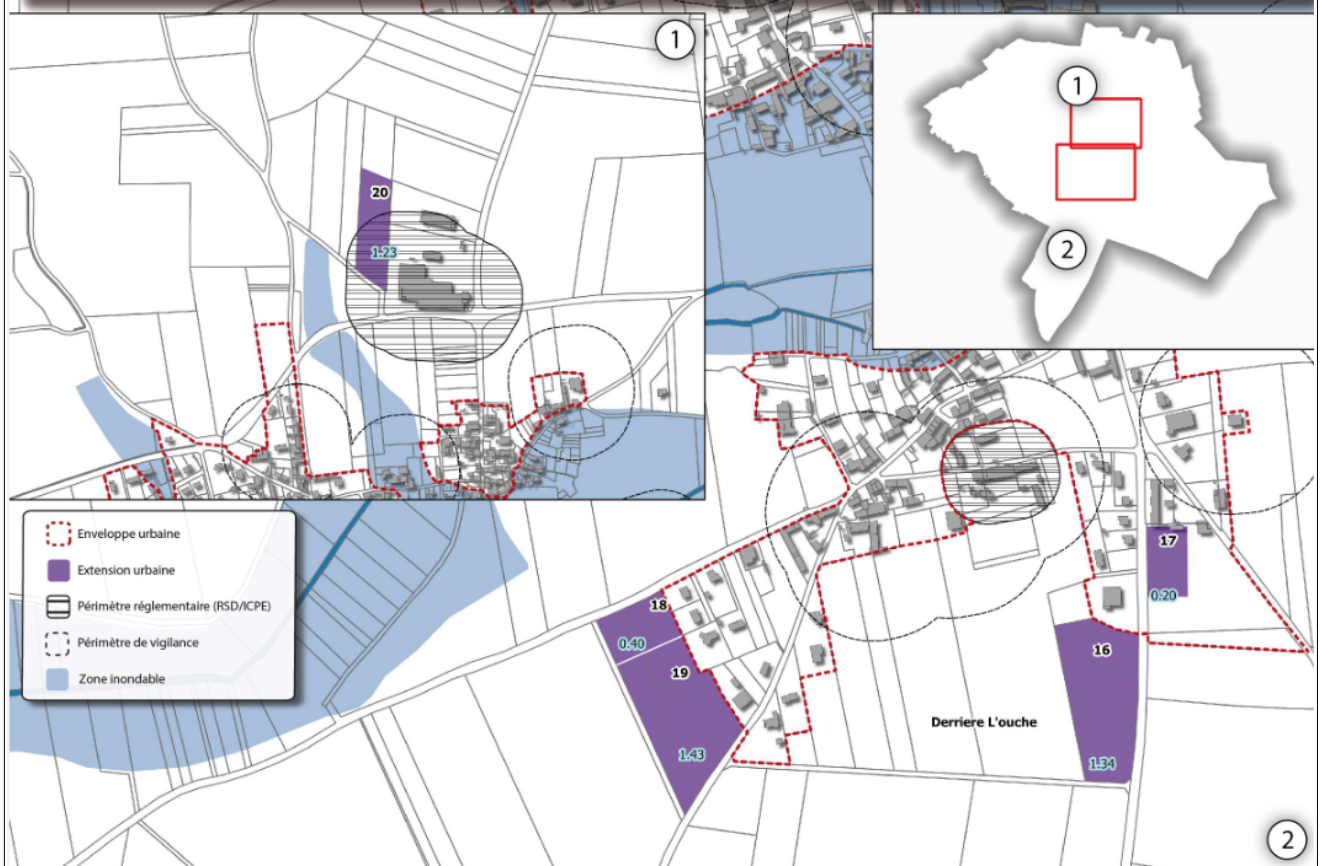 1
20
1.23
1
2
Enveloppe urbaine
Extension urbaine
Périmètre réglementaire (RSD/ICPE)
Périmètre de vigilance
Zone inondable
17
0.20
18
0.40
19
1.43
16
1.34
Derriere L'ouche
2